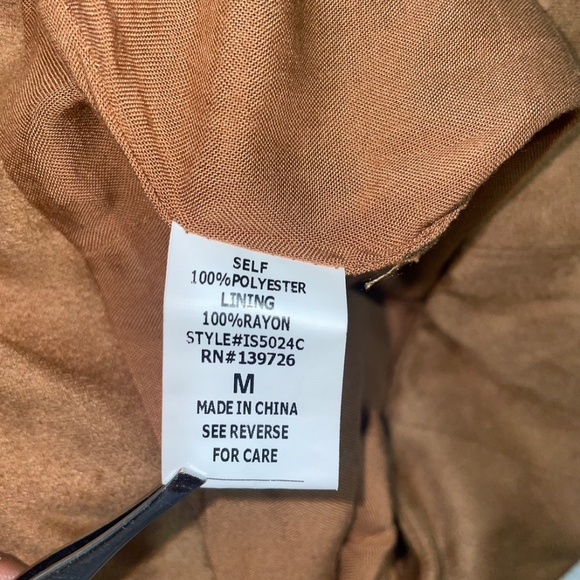 SELF
100%POLYESTER
LINING
100%RAYON
STYLE#IS5024C
RN#139726
M
MADE IN CHINA
SEE REVERSE
FOR CARE